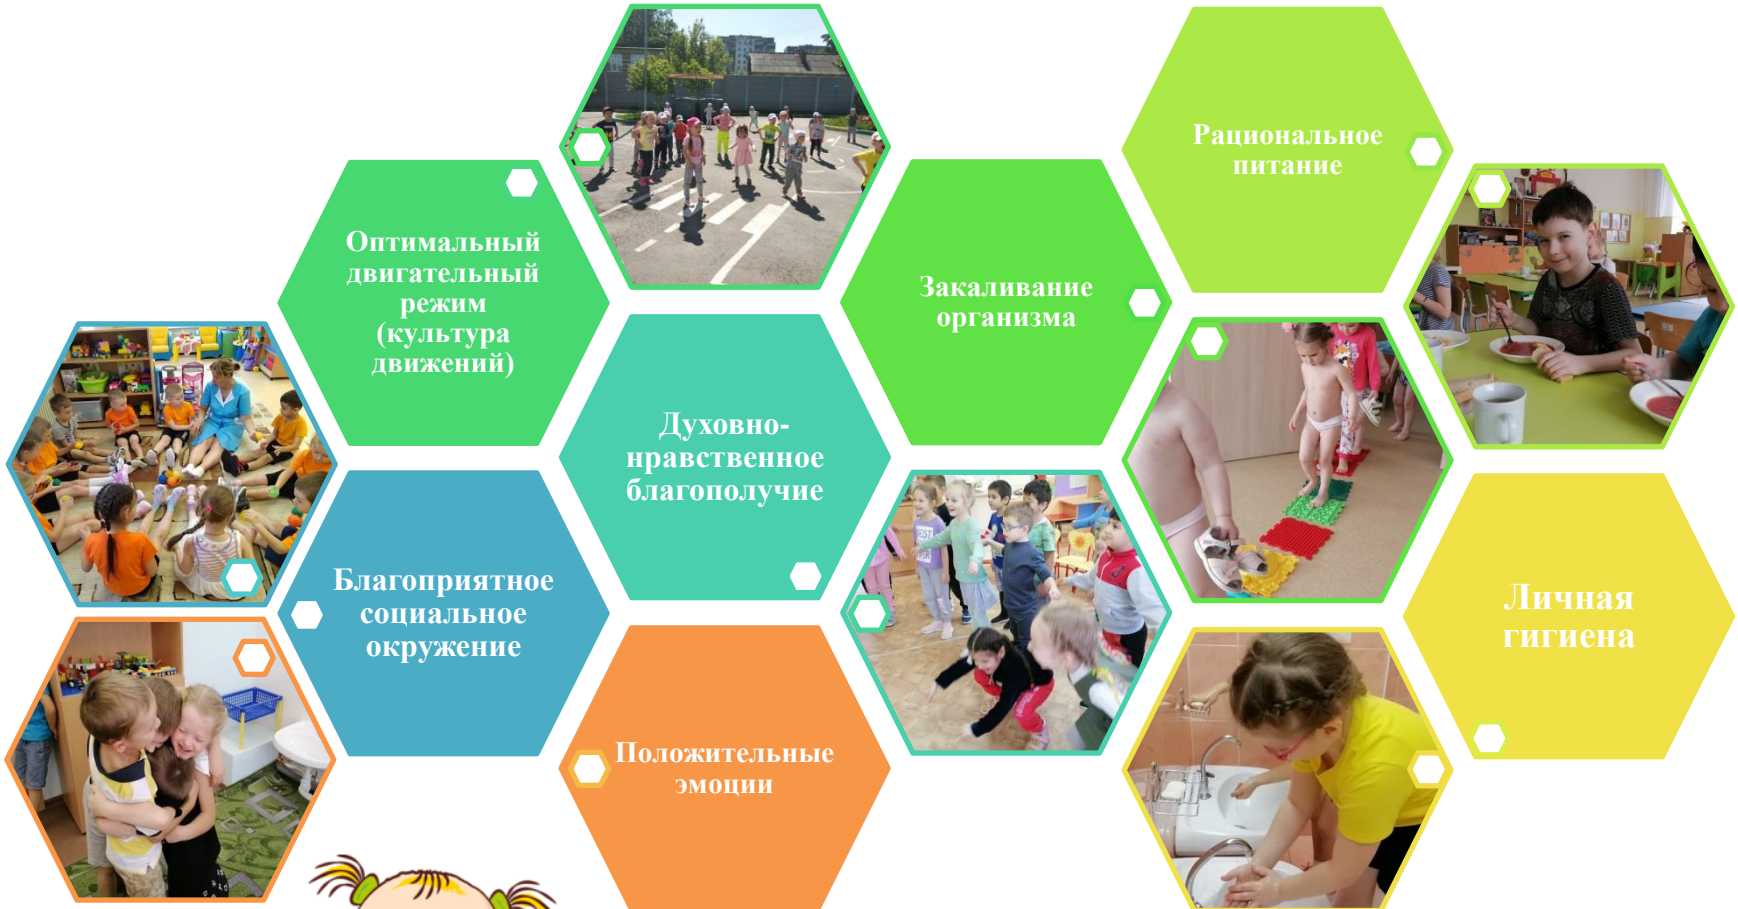 Оптимальный
двигательный
режим
(культура
движений)
Благоприятное
социальное
окружение
Духовно-
нравственное
благополучие
Положительные
эмоции
Закаливание
организма
Рациональное
питание
Личная
гигиена